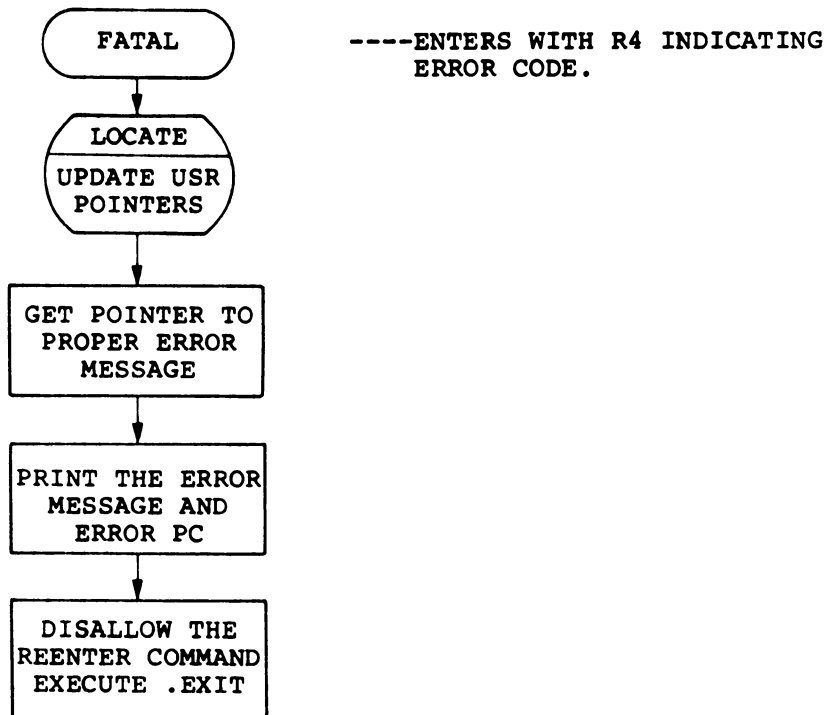 FATAL
----ENTERS WITH R4 INDICATING
ERROR CODE.
LOCATE
UPDATE USR
POINTERS
GET POINTER TO
PROPER ERROR
MESSAGE
PRINT THE ERROR
MESSAGE AND
ERROR PC
DISALLOW THE
REENTER COMMAND
EXECUTE .EXIT